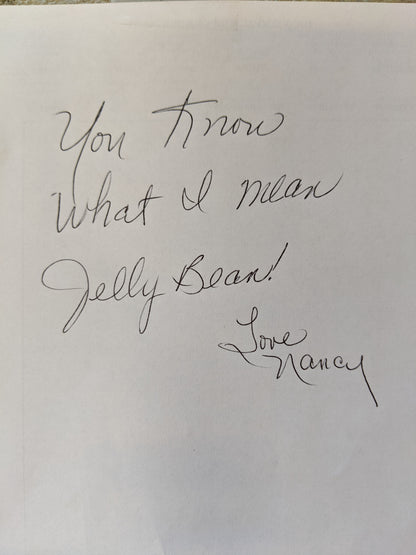 You Know
What I mean
Jelly Bean!
Love
Nancy